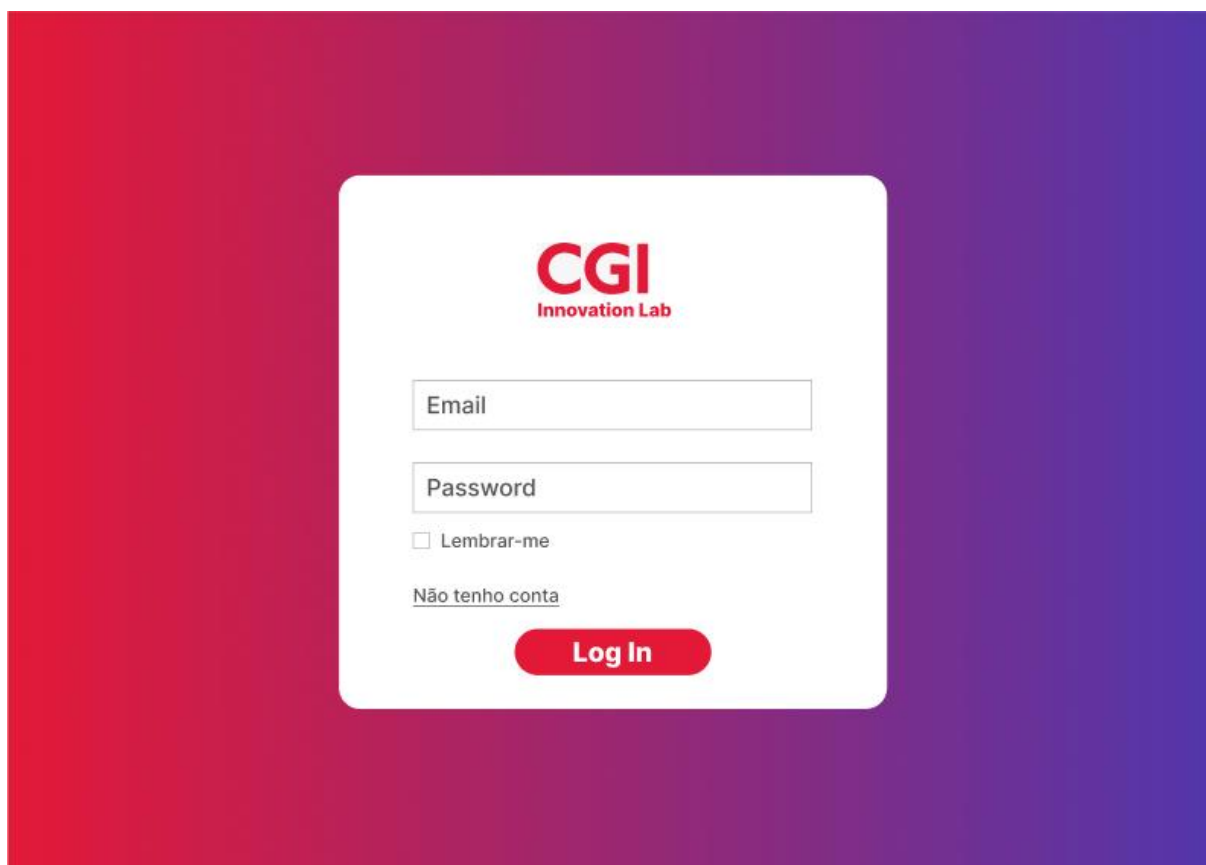 CGI
Innovation Lab
Email
Password
Lembrar-me
Não tenho conta
Log In